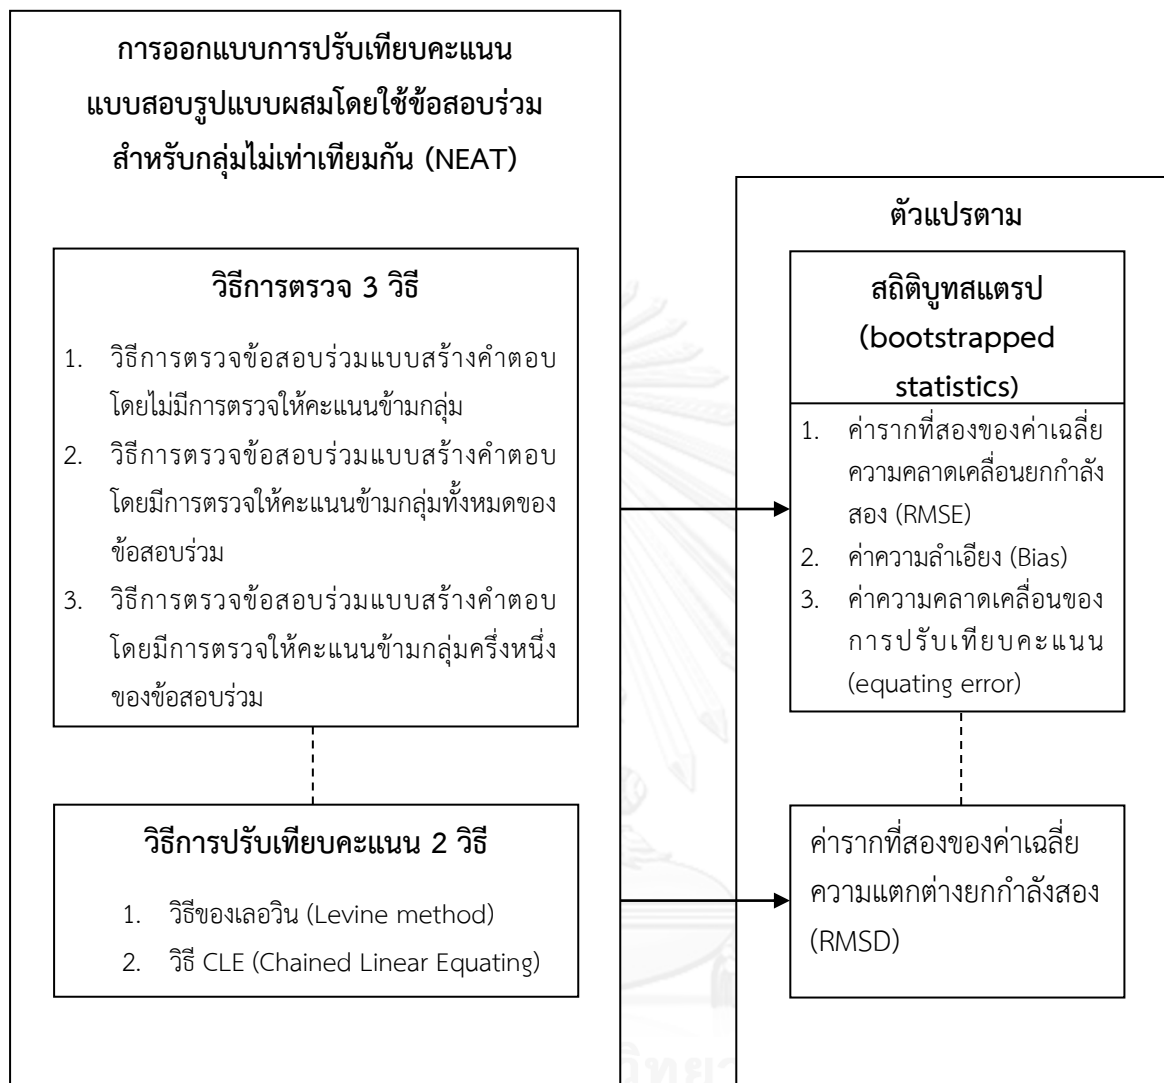 การออกแบบการปรับเทียบคะแนน
แบบสอบรูปแบบผสมโดยใช้ข้อสอบร่วม
สำหรับกลุ่มไม่เท่าเทียมกัน (NEAT)
วิธีการตรวจ 3 วิธี
1. วิธีการตรวจข้อสอบร่วมแบบสร้างคำตอบ
โดยไม่มีการตรวจให้คะแนนข้ามกลุ่ม
2. วิธีการตรวจข้อสอบร่วมแบบสร้างคำตอบ
โดยมีการตรวจให้คะแนนข้ามกลุ่มทั้งหมดของ
ข้อสอบร่วม
3. วิธีการตรวจข้อสอบร่วมแบบสร้างคำตอบ
โดยมีการตรวจให้คะแนนข้ามกลุ่มครึ่งหนึ่ง
ของข้อสอบร่วม
วิธีการปรับเทียบคะแนน 2 วิธี
1. วิธีของเลอวิน (Levine method)
2. วิธี CLE (Chained Linear Equating)
ตัวแปรตาม
สถิติบูทสแตรป
(bootstrapped
statistics)
1. ค่ารากที่สองของค่าเฉลี่ย
ความคลาดเคลื่อนยกกำลัง
สอง (RMSE)
2. ค่าความลำเอียง (Bias)
3. ค่าความคลาดเคลื่อนของ
การปรับเทียบคะแนน
(equating error)
ค่ารากที่สองของค่าเฉลี่ย
ความแตกต่างยกกำลังสอง
(RMSD)